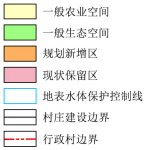 一般农业空间
一般生态空间
规划新增区
现状保留区
地表水体保护控制线
村庄建设边界
行政村边界